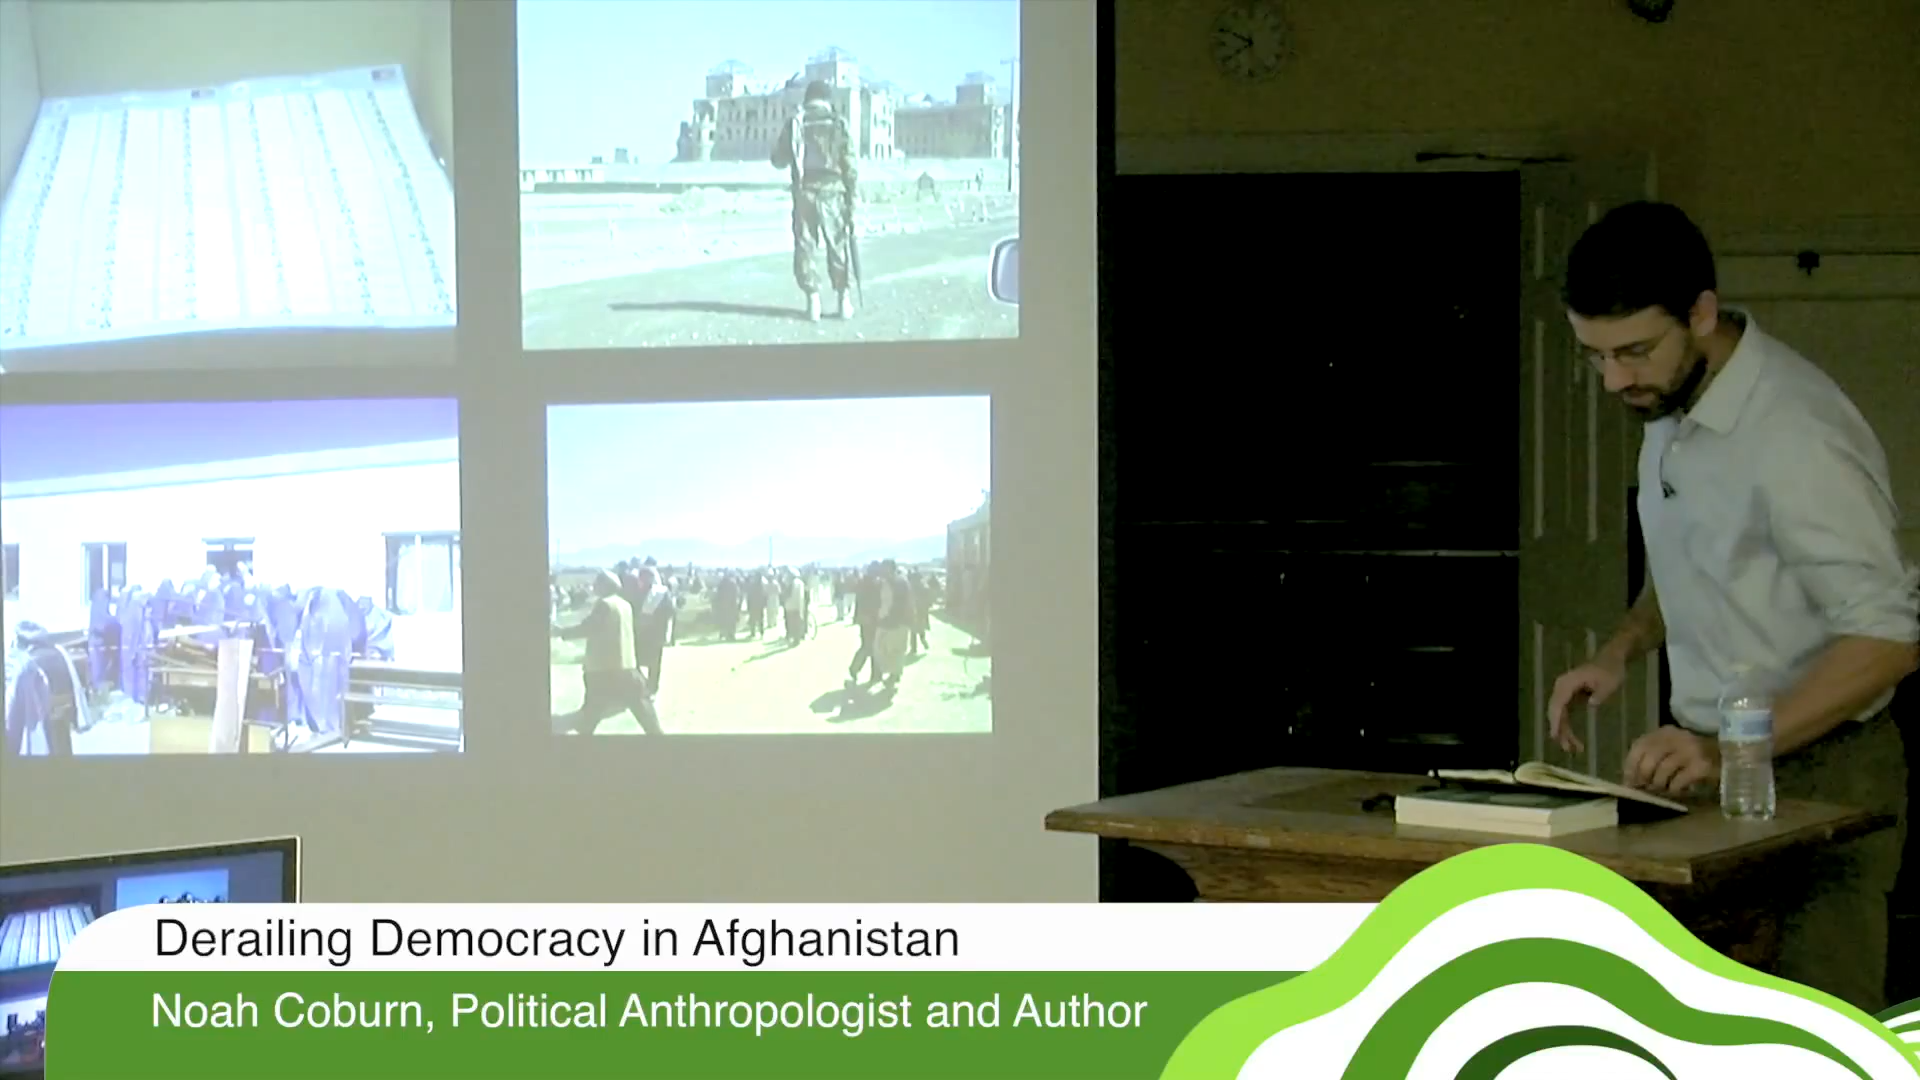 Derailing Democracy in Afghanistan
Noah Coburn, Political Anthropologist and Author